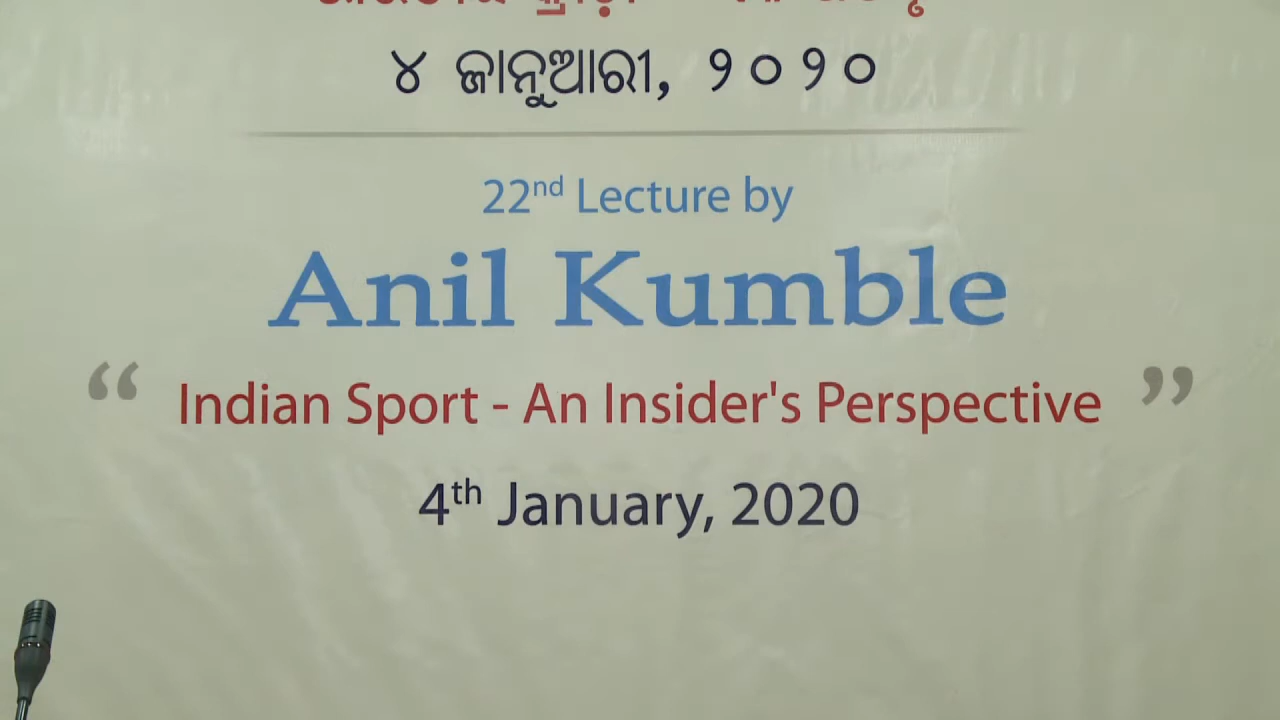 ୪ ଜାନୁଆରୀ, ୨୦୨୦
22nd Lecture by
Anil Kumble
“ Indian Sport - An Insider's Perspective ”
4th January, 2020